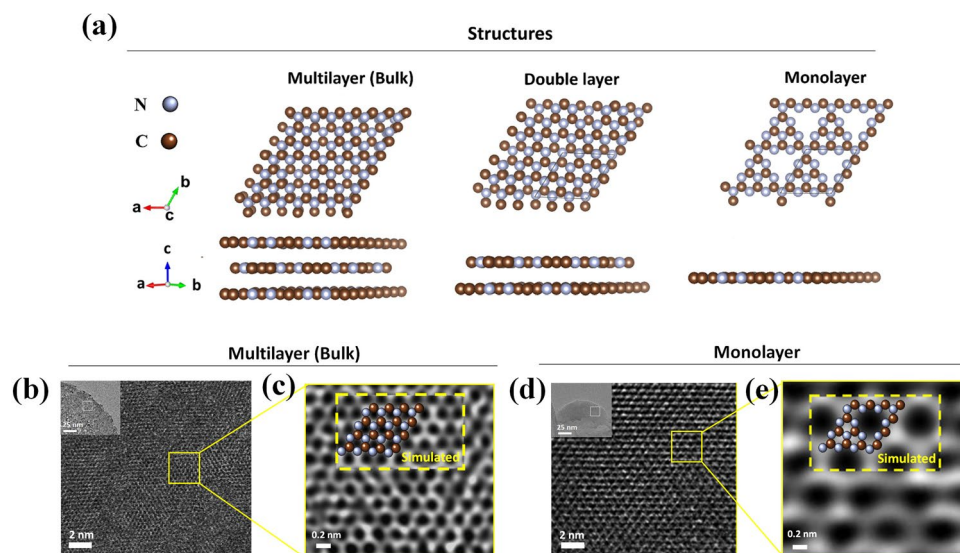 (a)
Structures
Multilayer (Bulk)
Double layer
Monolayer
N
C
b
a
c
c
a
b
Multilayer (Bulk)
Monolayer
(b)
(c)
(d)
(e)
25 nm
25 nm
Simulated
Simulated
2 nm
0.2 nm
2 nm
0.2 nm